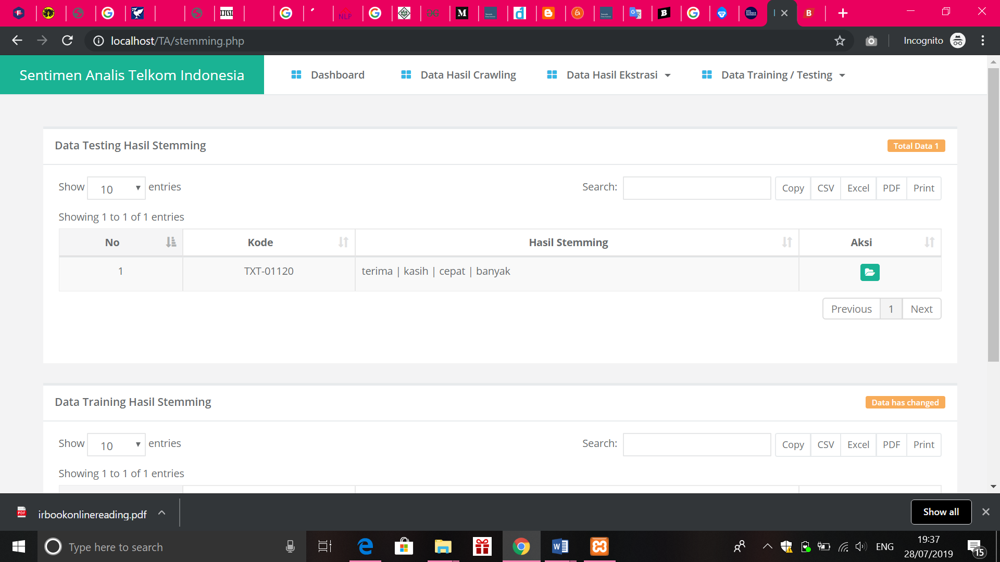 localhost/TA/stemming.php
Incognito
Sentimen Analis Telkom Indonesia
Dashboard
Data Hasil Crawling
Data Hasil Ekstrasi
Data Training / Testing
Data Testing Hasil Stemming
Total Data 1
Show 10 entries
Search:
Copy CSV Excel PDF Print
Showing 1 to 1 of 1 entries
No Kode Hasil Stemming Aksi
1 TXT-01120 terima | kasih | cepat | banyak
Previous 1 Next
Data Training Hasil Stemming
Data has changed
Show 10 entries
Search:
Copy CSV Excel PDF Print
Showing 1 to 1 of 1 entries
irbookonlinereading.pdf
Show all
Type here to search
ENG
19:37
28/07/2019
15